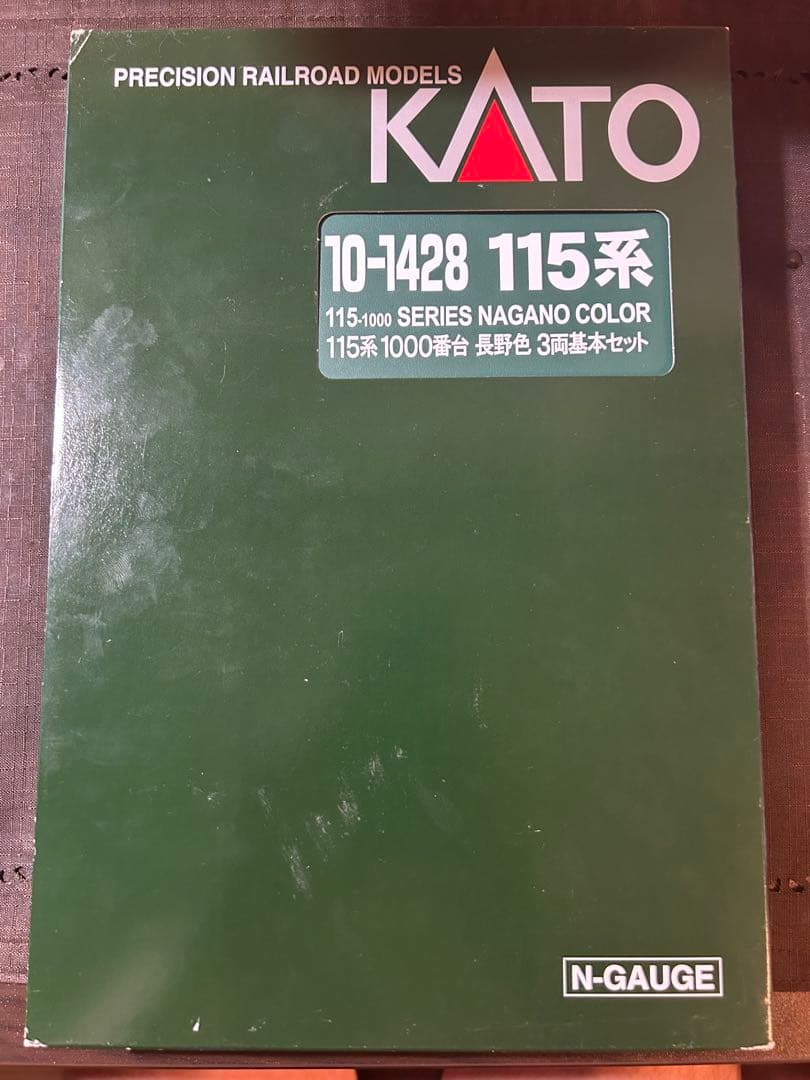 PRECISION RAILROAD MODELS
KATO
10-1428 115系
115-1000 SERIES NAGANO COLOR
115系1000番台 長野色 3両基本セット
N-GAUGE